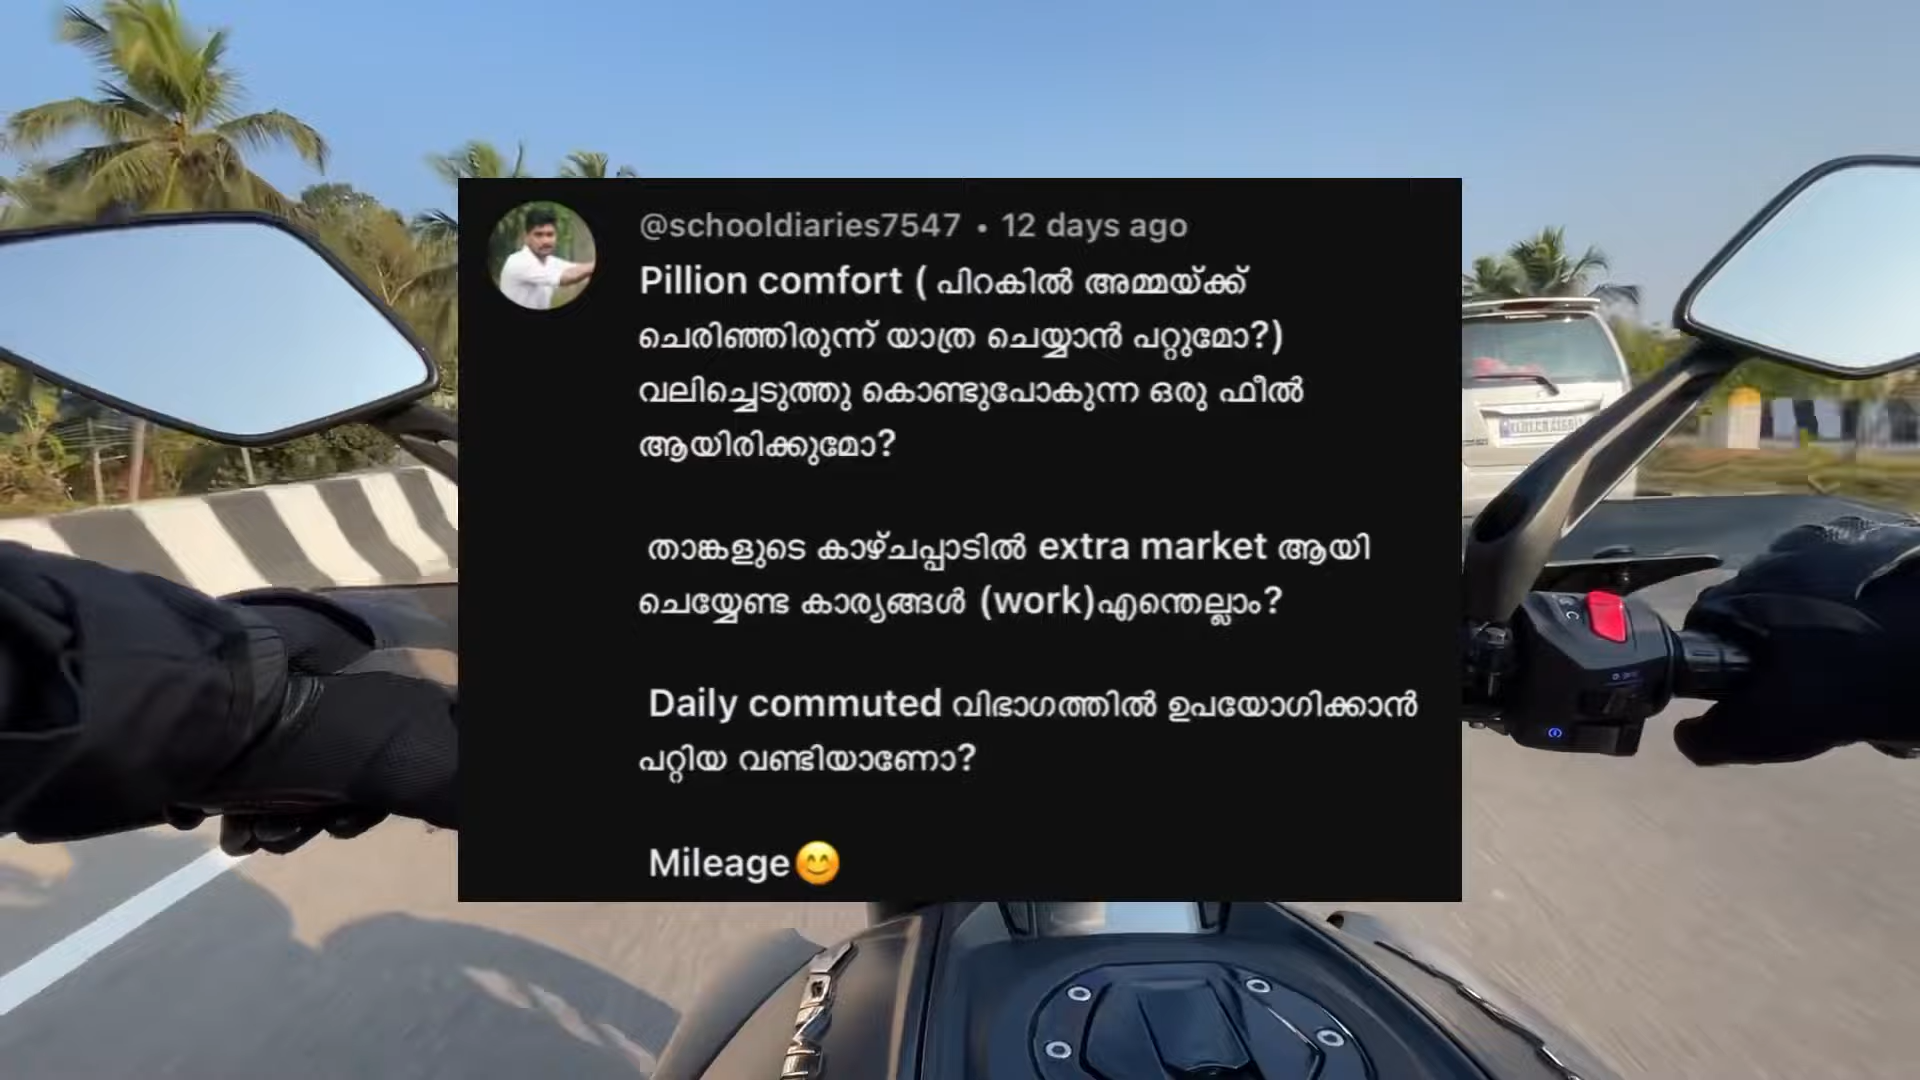 @schooldiaries7547 • 12 days ago
Pillion comfort ( പിറകിൽ അമ്മയ്ക്ക്
ചെരിഞ്ഞിരുന്ന് യാത്ര ചെയ്യാൻ പറ്റുമോ?)
വലിച്ചെടുത്തു കൊണ്ടുപോകുന്ന ഒരു ഫീൽ
ആയിരിക്കുമോ?
താങ്കളുടെ കാഴ്ചപ്പാടിൽ extra market ആയി
ചെയ്യേണ്ട കാര്യങ്ങൾ (work)എന്തെല്ലാം?
Daily commuted വിഭാഗത്തിൽ ഉപയോഗിക്കാൻ
പറ്റിയ വണ്ടിയാണോ?
Mileage😊